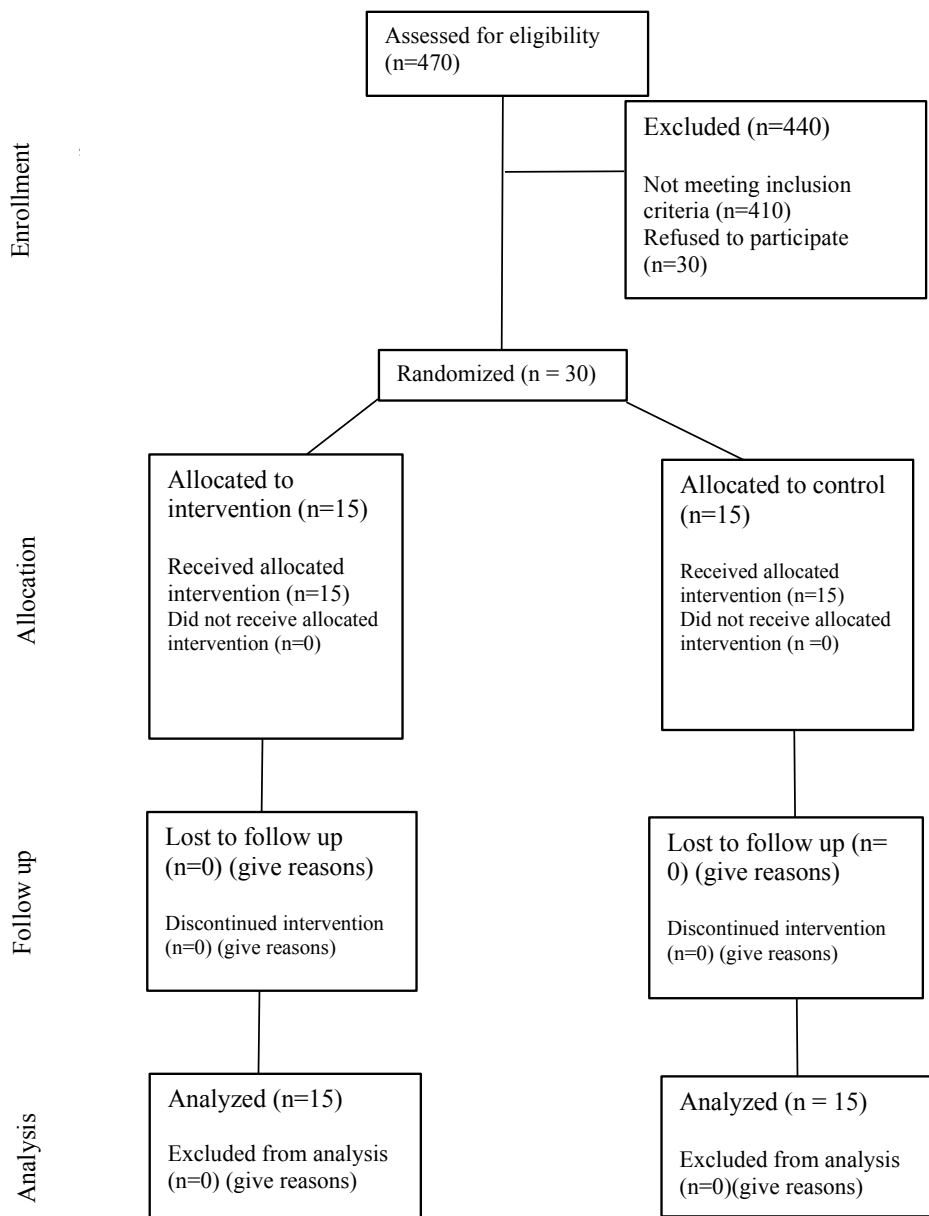 Assessed for eligibility
(n=470)
Enrollment
Excluded (n=440)
Not meeting inclusion
criteria (n=410)
Refused to participate
(n=30)
Randomized (n = 30)
Allocation
Allocated to
intervention (n=15)
Received allocated
intervention (n=15)
Did not receive allocated
intervention (n=0)
Allocated to control
(n=15)
Received allocated
intervention (n=15)
Did not receive allocated
intervention (n =0)
Follow up
Lost to follow up
(n=0) (give reasons)
Discontinued intervention
(n=0) (give reasons)
Lost to follow up (n=
0) (give reasons)
Discontinued intervention
(n=0) (give reasons)
Analysis
Analyzed (n=15)
Excluded from analysis
(n=0) (give reasons)
Analyzed (n = 15)
Excluded from analysis
(n=0)(give reasons)